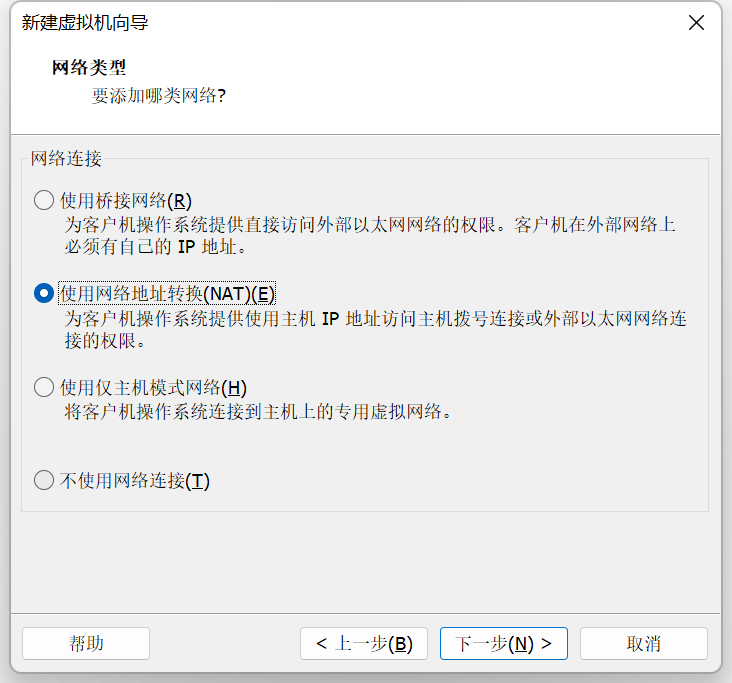 新建虚拟机向导
网络类型
要添加哪类网络?
网络连接
使用桥接网络(R)
为客户机操作系统提供直接访问外部以太网网络的权限。客户机在外部网络上
必须有自己的 IP 地址。
使用网络地址转换(NAT)(E)
为客户机操作系统提供使用主机 IP 地址访问主机拨号连接或外部以太网网络连
接的权限。
使用仅主机模式网络(H)
将客户机操作系统连接到主机上的专用虚拟网络。
不使用网络连接(T)
帮助
< 上一步(B)
下一步(N) >
取消